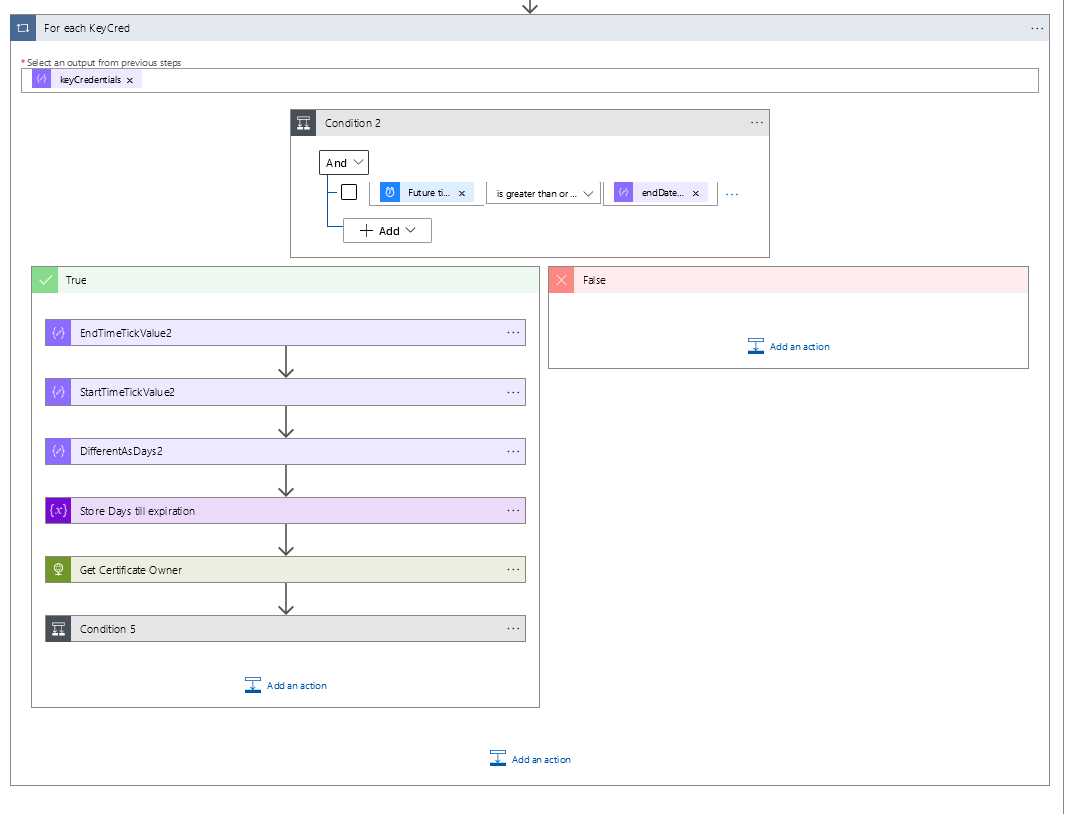 For each KeyCred
...
* Select an output from previous steps
keyCredentials ×
Condition 2
...
And
Future ti... ×
is greater than or ...
endDate... ×
...
+ Add
True
False
Add an action
EndTimeTickValue2
...
StartTimeTickValue2
...
DifferentAsDays2
...
{x} Store Days till expiration
...
Get Certificate Owner
...
Condition 5
...
Add an action
Add an action